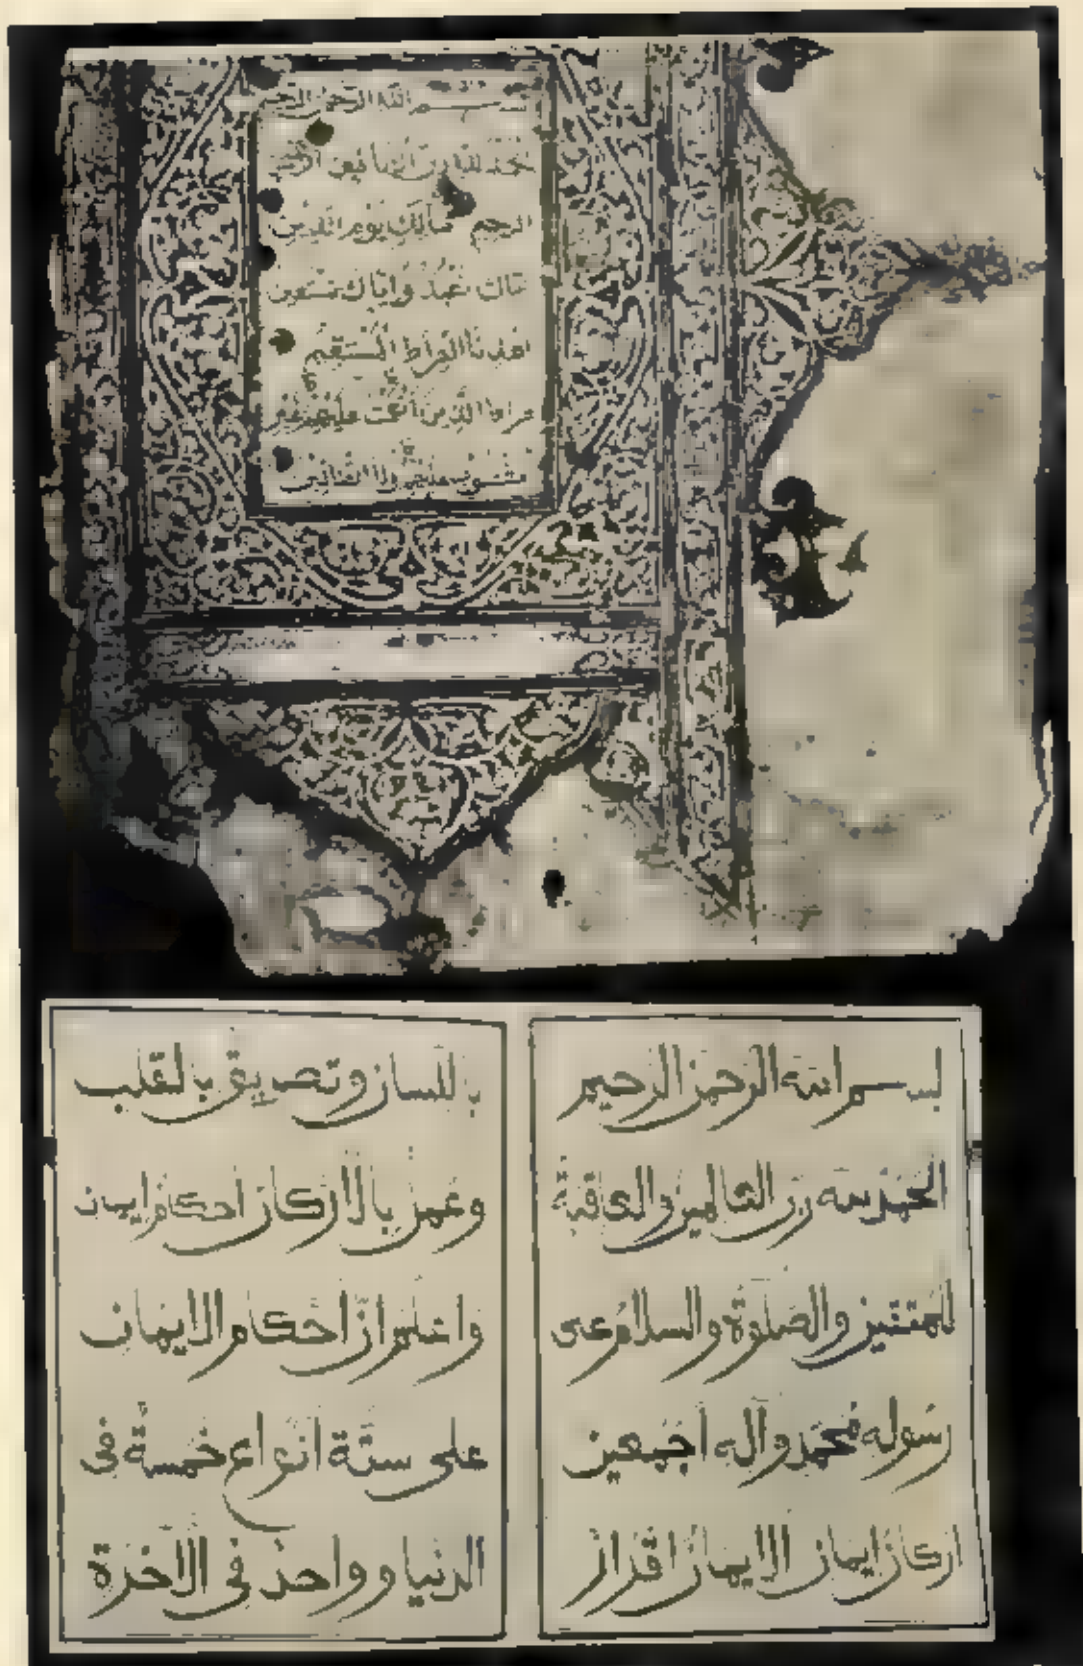 بسم الله الرحمن الرحيم
الحمد لله رب العالمين الرحمن
الرحيم مالك يوم الدين
اياك نعبد واياك نستعين
اهدنا الصراط المستقيم
صراط الذين انعمت عليهم غير
عليهم ولا الضالين
بسم الله الرحمن الرحيم
الحمد لله رب العالمين والعاقبة
للمتقين والصلوة والسلام على
رسوله محمد وآله اجمعين
اركان ايمان الايمان اقرار
باللسان وتصديق بالقلب
وعمل بالاركان احكام ايمان
واعلم ان احكام الايمان
على ستة انواع خمسة في
الدنيا وواحد في الآخرة